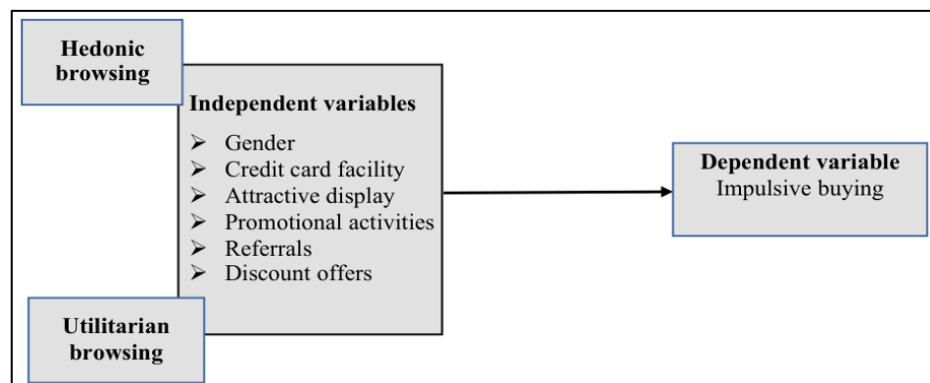 Hedonic
browsing
Independent variables
➢ Gender
➢ Credit card facility
➢ Attractive display
➢ Promotional activities
➢ Referrals
➢ Discount offers
Utilitarian
browsing
Dependent variable
Impulsive buying